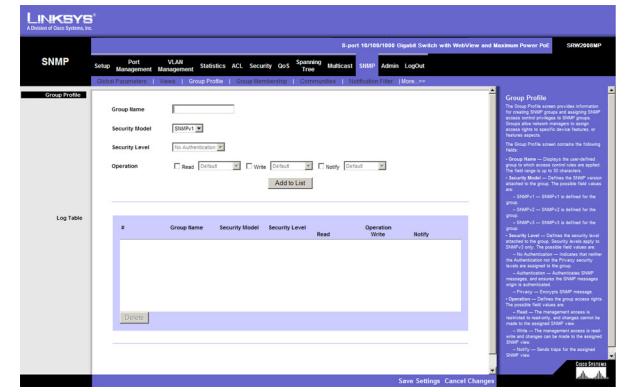 LINKSYS®
A Division of Cisco Systems, Inc.
8-port 10/100/1000 Gigabit Switch with WebView and Maximum Power PoE
SRW2008MP
SNMP
Setup Port Management VLAN Management Statistics ACL Security QoS Spanning Tree Multicast SNMP Admin LogOut
Global Parameters | Views | Group Profile | Group Membership | Communities | Notification Filter | More...>>
Group Profile
Group Name
Security Model SNMPv1
Security Level No Authentication
Operation Read Default Write Default Notify Default
Add to List
Log Table
# Group Name Security Model Security Level Operation
Read Write Notify
Delete
Group Profile
The Group Profile screen provides information
for creating SNMP groups and assigning SNMP
access control privileges to SNMP groups.
Groups allow network managers to assign
access rights to specific device features, or
features aspects.
The Group Profile screen contains the following
fields:
• Group Name — Displays the user-defined
group to which access control rules are applied.
The field range is up to 30 characters.
• Security Model — Defines the SNMP version
attached to the group. The possible field values
are:
– SNMPv1 — SNMPv1 is defined for the
group.
– SNMPv2 — SNMPv2 is defined for the
group.
– SNMPv3 — SNMPv3 is defined for the
group.
• Security Level — Defines the security level
attached to the group. Security levels apply to
SNMPv3 only. The possible field values are:
– No Authentication — Indicates that neither
the Authentication nor the Privacy security
levels are assigned to the group.
– Authentication — Authenticates SNMP
messages, and ensures the SNMP messages
origin is authenticated.
– Privacy — Encrypts SNMP message.
• Operation — Defines the group access rights.
The possible field values are:
– Read — The management access is
restricted to read-only, and changes cannot be
made to the assigned SNMP view.
– Write — The management access is read-
write and changes can be made to the assigned
SNMP view.
– Notify — Sends traps for the assigned
SNMP view.
Save Settings Cancel Changes
CISCO SYSTEMS